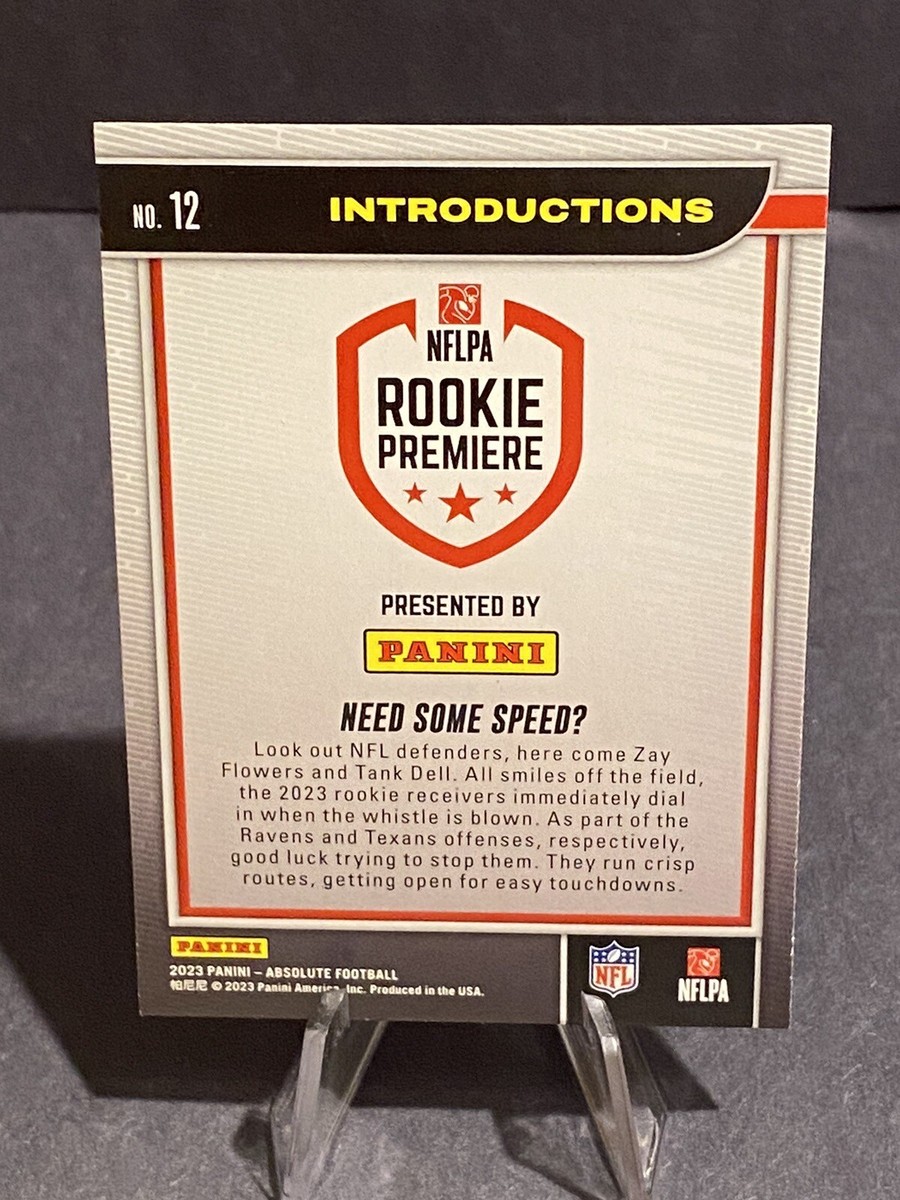 NO. 12
INTRODUCTIONS
NFLPA
ROOKIE
PREMIERE
PRESENTED BY
PANINI
NEED SOME SPEED?
Look out NFL defenders, here come Zay
Flowers and Tank Dell. All smiles off the field,
the 2023 rookie receivers immediately dial
in when the whistle is blown. As part of the
Ravens and Texans offenses, respectively,
good luck trying to stop them. They run crisp
routes, getting open for easy touchdowns.
PANINI
2023 PANINI – ABSOLUTE FOOTBALL
帕尼尼 © 2023 Panini America, Inc. Produced in the USA.
NFL
NFLPA